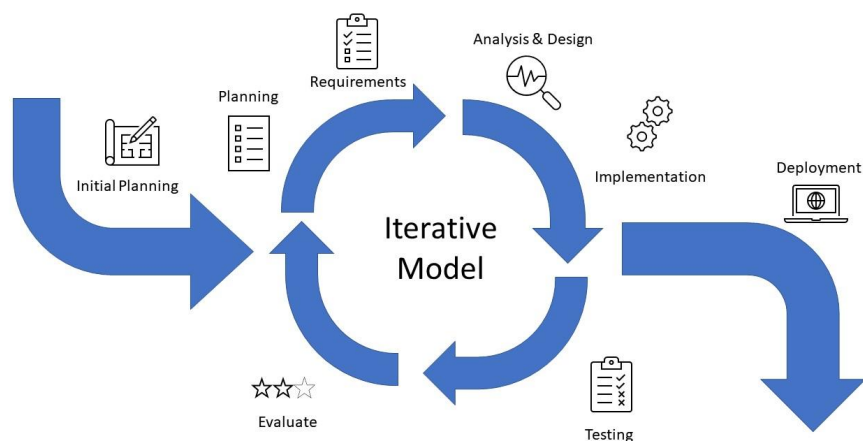 Initial Planning
Planning
Requirements
Analysis & Design
Implementation
Deployment
Iterative
Model
Testing
Evaluate